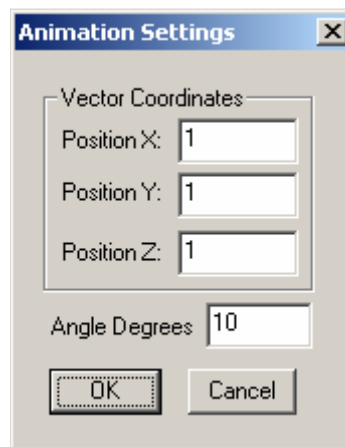 Animation Settings
Vector Coordinates
Position X: 1
Position Y: 1
Position Z: 1
Angle Degrees 10
OK Cancel